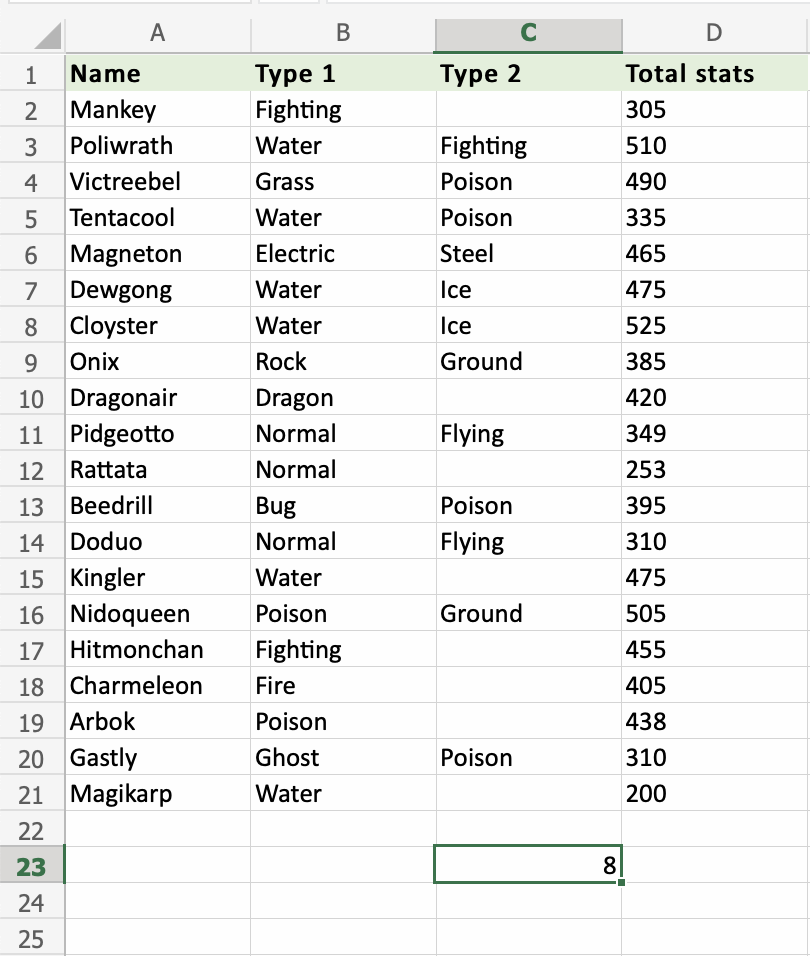 A B C D
1 Name Type 1 Type 2 Total stats
2 Mankey Fighting 305
3 Poliwrath Water Fighting 510
4 Victreebel Grass Poison 490
5 Tentacool Water Poison 335
6 Magneton Electric Steel 465
7 Dewgong Water Ice 475
8 Cloyster Water Ice 525
9 Onix Rock Ground 385
10 Dragonair Dragon 420
11 Pidgeotto Normal Flying 349
12 Rattata Normal 253
13 Beedrill Bug Poison 395
14 Doduo Normal Flying 310
15 Kingler Water 475
16 Nidoqueen Poison Ground 505
17 Hitmonchan Fighting 455
18 Charmeleon Fire 405
19 Arbok Poison 438
20 Gastly Ghost Poison 310
21 Magikarp Water 200
22
23 8
24
25